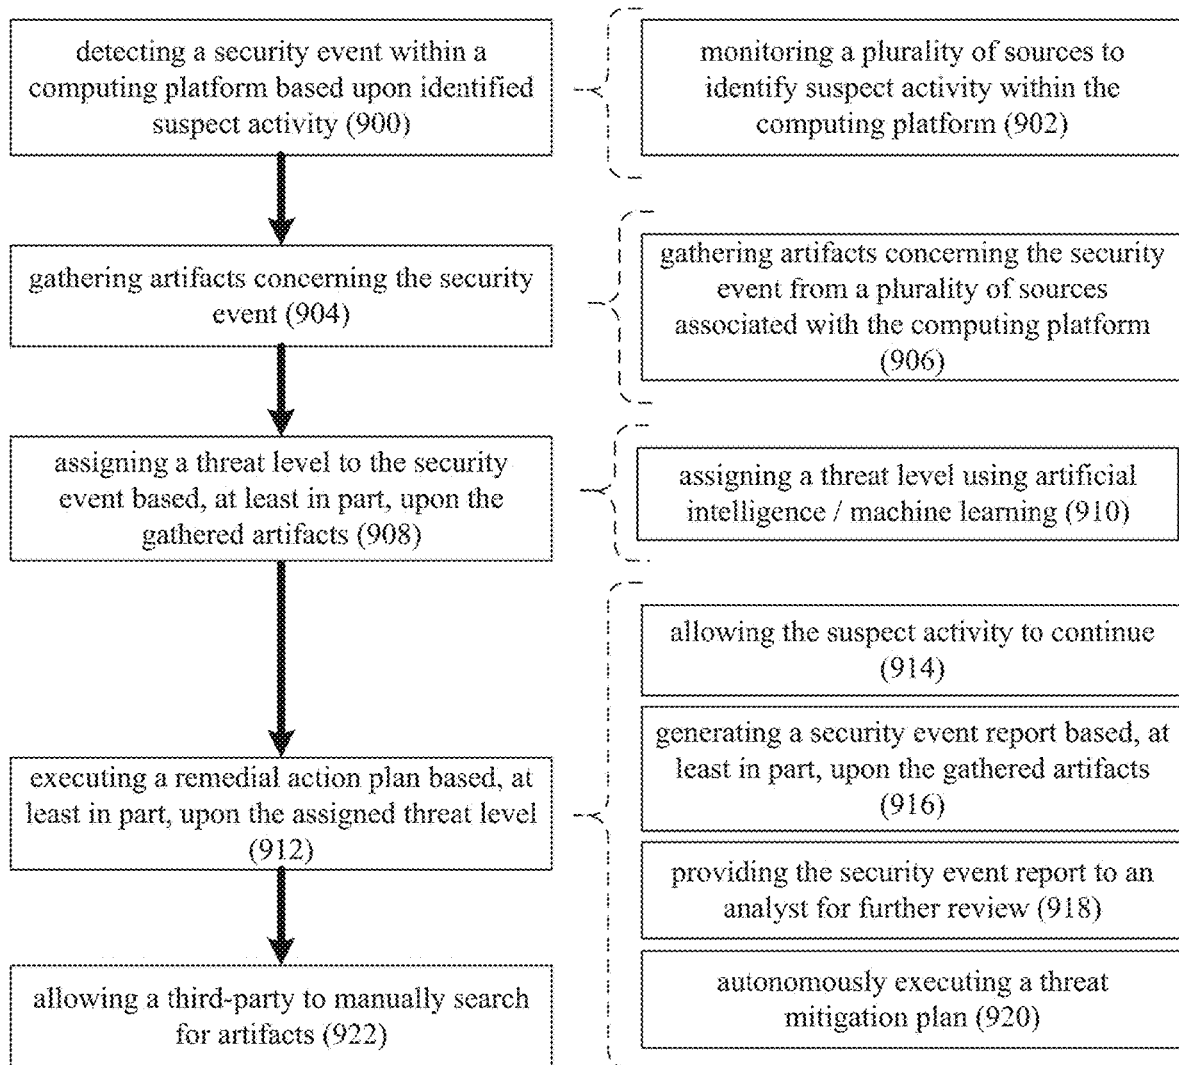 detecting a security event within a
computing platform based upon identified
suspect activity (900)
monitoring a plurality of sources to
identify suspect activity within the
computing platform (902)
gathering artifacts concerning the security
event (904)
gathering artifacts concerning the security
event from a plurality of sources
associated with the computing platform
(906)
assigning a threat level to the security
event based, at least in part, upon the
gathered artifacts (908)
assigning a threat level using artificial
intelligence / machine learning (910)
executing a remedial action plan based, at
least in part, upon the assigned threat level
(912)
allowing the suspect activity to continue
(914)
generating a security event report based, at
least in part, upon the gathered artifacts
(916)
providing the security event report to an
analyst for further review (918)
autonomously executing a threat
mitigation plan (920)
allowing a third-party to manually search
for artifacts (922)